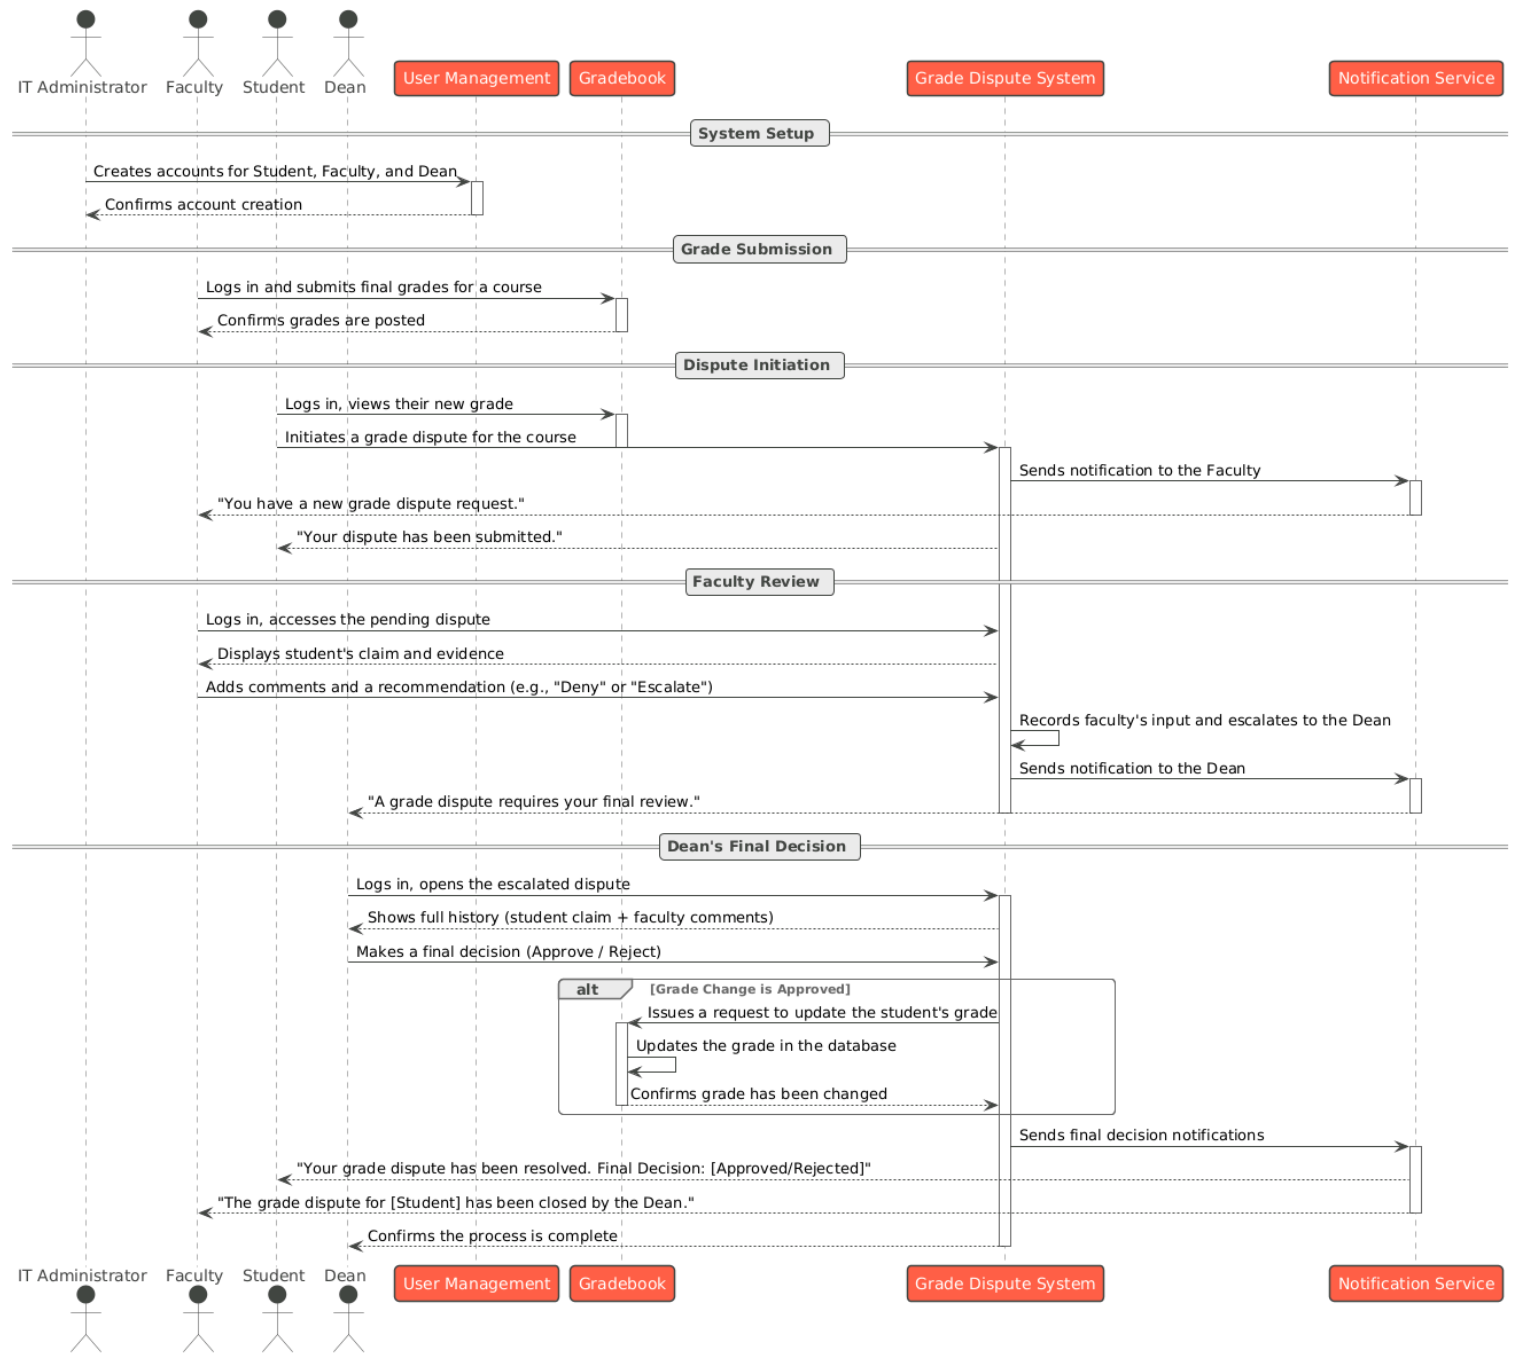 IT Administrator
Faculty
Student
Dean
User Management
Gradebook
Grade Dispute System
Notification Service
System Setup
Creates accounts for Student, Faculty, and Dean
Confirms account creation
Grade Submission
Logs in and submits final grades for a course
Confirms grades are posted
Dispute Initiation
Logs in, views their new grade
Initiates a grade dispute for the course
Sends notification to the Faculty
"You have a new grade dispute request."
"Your dispute has been submitted."
Faculty Review
Logs in, accesses the pending dispute
Displays student's claim and evidence
Adds comments and a recommendation (e.g., "Deny" or "Escalate")
Records faculty's input and escalates to the Dean
Sends notification to the Dean
"A grade dispute requires your final review."
Dean's Final Decision
Logs in, opens the escalated dispute
Shows full history (student claim + faculty comments)
Makes a final decision (Approve / Reject)
alt
[Grade Change is Approved]
Issues a request to update the student's grade
Updates the grade in the database
Confirms grade has been changed
Sends final decision notifications
"Your grade dispute has been resolved. Final Decision: [Approved/Rejected]"
"The grade dispute for [Student] has been closed by the Dean."
Confirms the process is complete
IT Administrator
Faculty
Student
Dean
User Management
Gradebook
Grade Dispute System
Notification Service